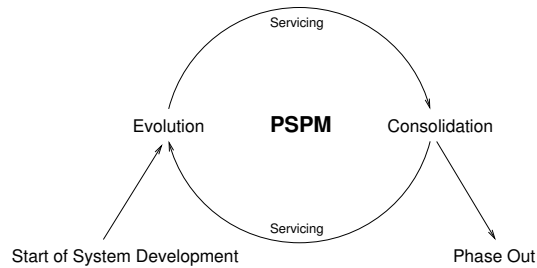 Servicing
Evolution
PSPM
Consolidation
Servicing
Start of System Development
Phase Out